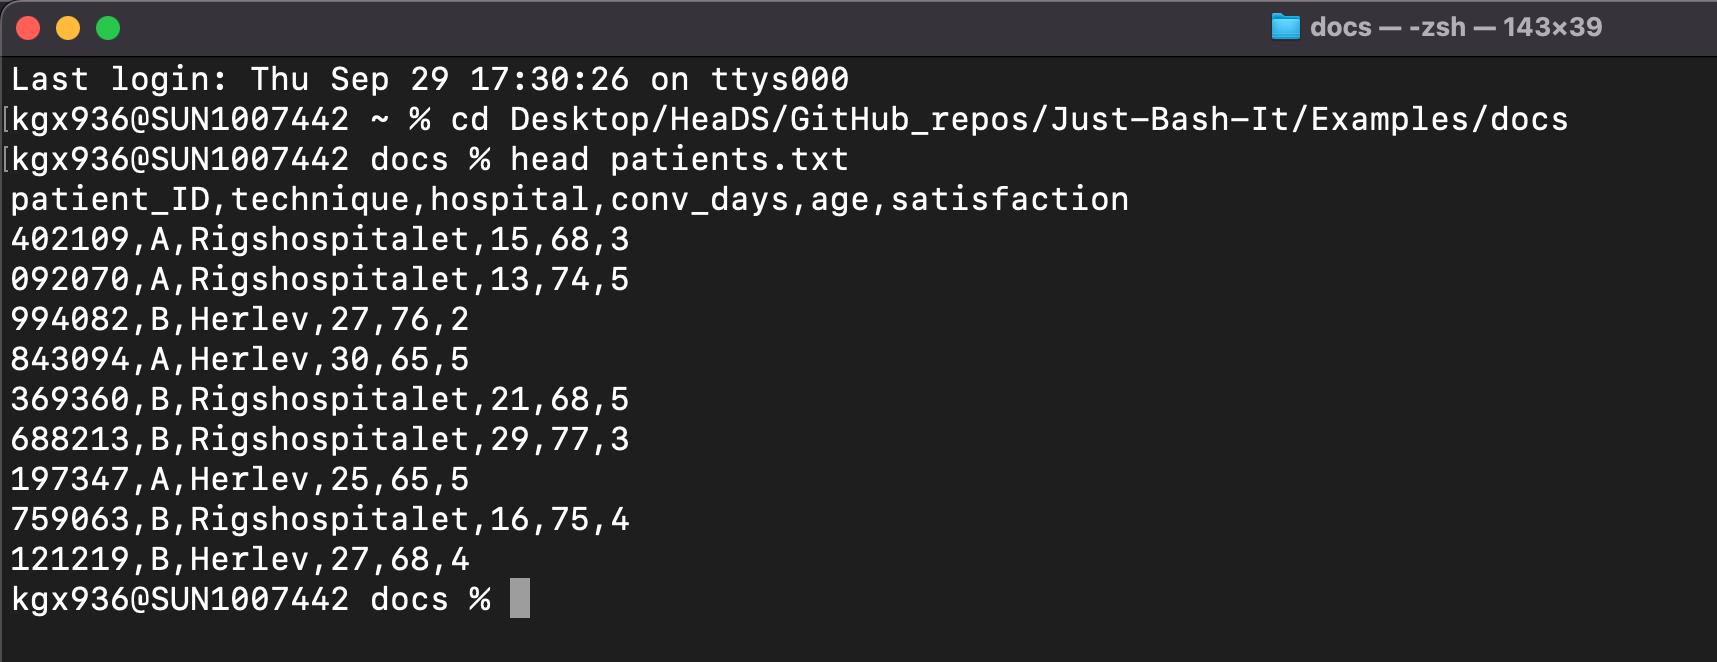 docs — -zsh — 143×39
Last login: Thu Sep 29 17:30:26 on ttys000
[kgx936@SUN1007442 ~ % cd Desktop/HeaDS/GitHub_repos/Just-Bash-It/Examples/docs
[kgx936@SUN1007442 docs % head patients.txt
patient_ID,technique,hospital,conv_days,age,satisfaction
402109,A,Rigshospitalet,15,68,3
092070,A,Rigshospitalet,13,74,5
994082,B,Herlev,27,76,2
843094,A,Herlev,30,65,5
369360,B,Rigshospitalet,21,68,5
688213,B,Rigshospitalet,29,77,3
197347,A,Herlev,25,65,5
759063,B,Rigshospitalet,16,75,4
121219,B,Herlev,27,68,4
kgx936@SUN1007442 docs %